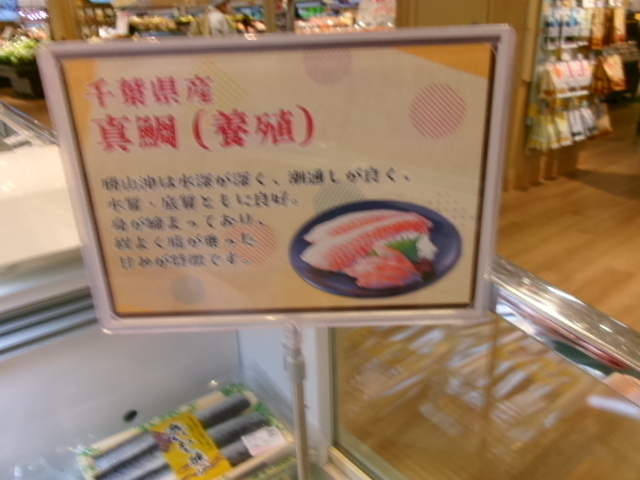 千葉県産
真鯛（養殖）
勝山沖は水深が深く、潮通しが良く、
水質・底質ともに良好。
身が締まっており、
程よく脂が乗った
甘みが特徴です。